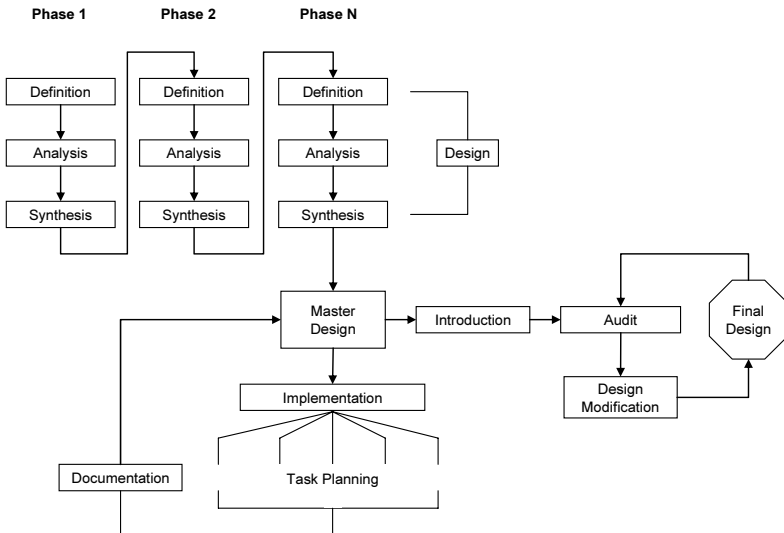 Phase 1 Phase 2 Phase N
Definition Definition Definition
Analysis Analysis Analysis Design
Synthesis Synthesis Synthesis
Master
Design
Introduction
Audit
Final
Design
Implementation
Design
Modification
Documentation
Task Planning